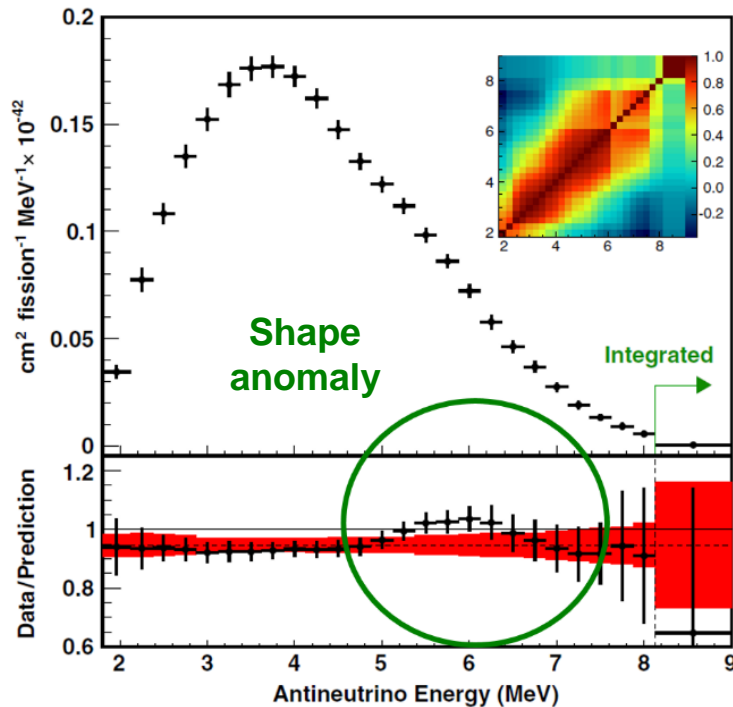 0.2
0.15
0.1
0.05
0
cm² fission⁻¹ MeV⁻¹× 10⁻⁴²
8
6
4
2
2 4 6 8
1.0
0.8
0.6
0.4
0.2
0.0
-0.2
Shape
anomaly
Integrated
1.2
1
0.8
0.6
Data/Prediction
2 3 4 5 6 7 8 9
Antineutrino Energy (MeV)